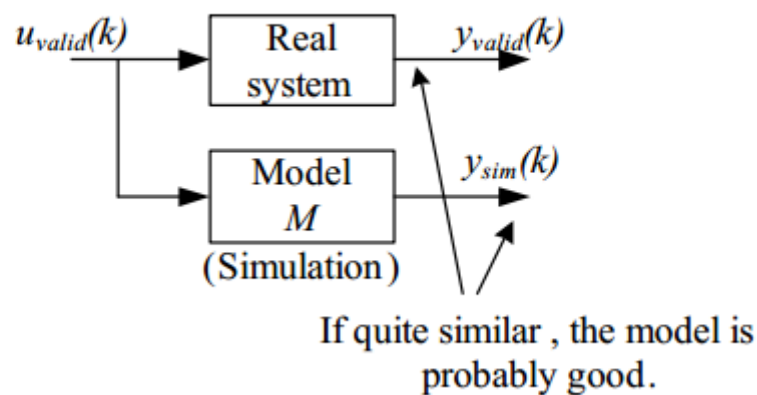 u_valid(k)
Real
system
y_valid(k)
Model
M
(Simulation)
y_sim(k)
If quite similar , the model is
probably good.